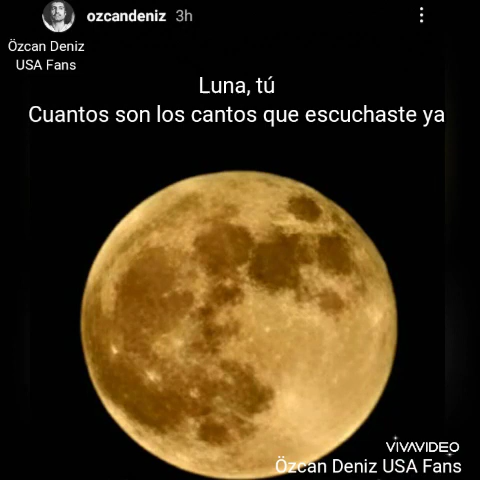 ozcandeniz 3h
Özcan Deniz
USA Fans
Luna, tú
Cuantos son los cantos que escuchaste ya
VIVAVIDEO
Özcan Deniz USA Fans